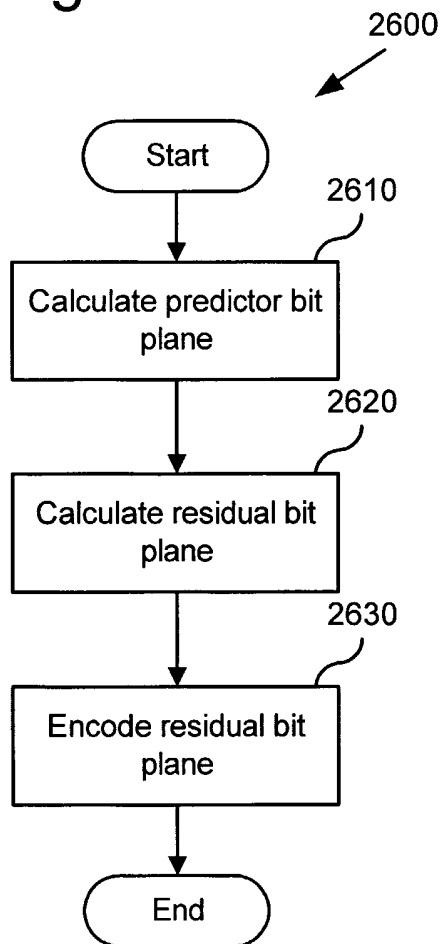 2600
Start
2610
Calculate predictor bit
plane
2620
Calculate residual bit
plane
2630
Encode residual bit
plane
End